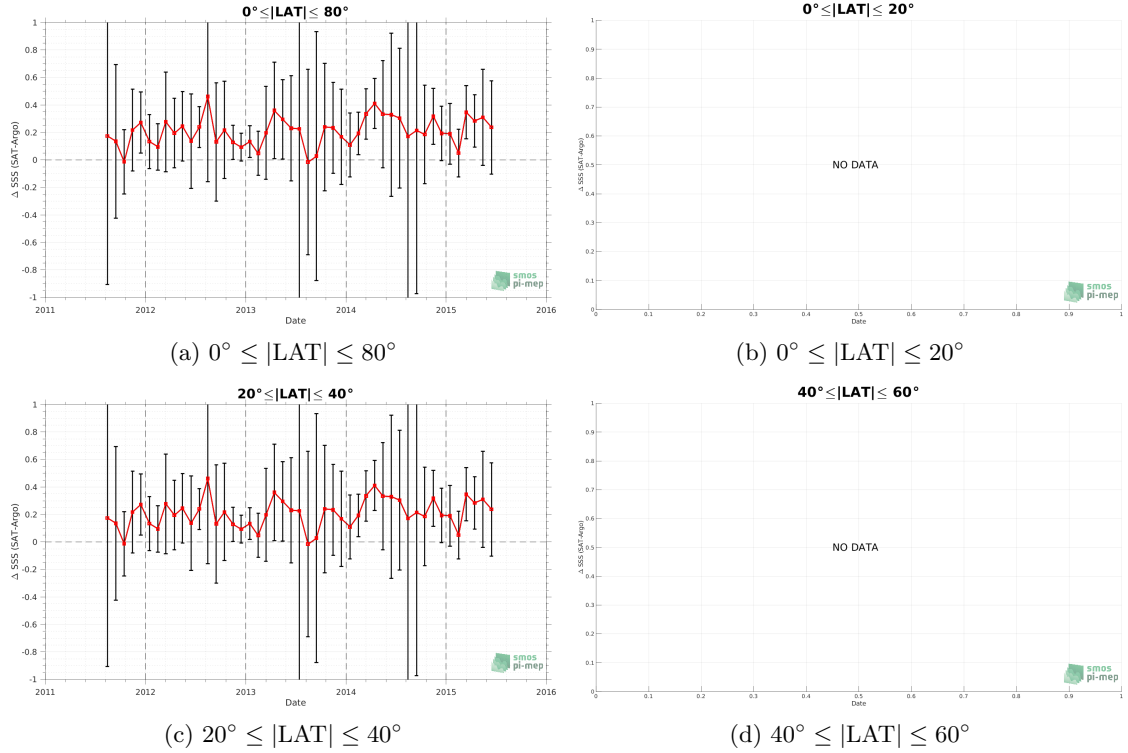 0°≤|LAT|≤ 80°
1
0.8
0.6
0.4
0.2
0
-0.2
-0.4
-0.6
-0.8
-1
Δ SSS (SAT-Argo)
2011 2012 2013 2014 2015 2016
Date
smos
pi-mep
(a) 0° ≤ |LAT| ≤ 80°
0°≤|LAT|≤ 20°
1
0.9
0.8
0.7
0.6
0.5
0.4
0.3
0.2
0.1
0
Δ SSS (SAT-Argo)
NO DATA
0 0.1 0.2 0.3 0.4 0.5 0.6 0.7 0.8 0.9 1
Date
smos
pi-mep
(b) 0° ≤ |LAT| ≤ 20°
20°≤|LAT|≤ 40°
1
0.8
0.6
0.4
0.2
0
-0.2
-0.4
-0.6
-0.8
-1
Δ SSS (SAT-Argo)
2011 2012 2013 2014 2015 2016
Date
smos
pi-mep
(c) 20° ≤ |LAT| ≤ 40°
40°≤|LAT|≤ 60°
1
0.9
0.8
0.7
0.6
0.5
0.4
0.3
0.2
0.1
0
Δ SSS (SAT-Argo)
NO DATA
0 0.1 0.2 0.3 0.4 0.5 0.6 0.7 0.8 0.9 1
Date
smos
pi-mep
(d) 40° ≤ |LAT| ≤ 60°